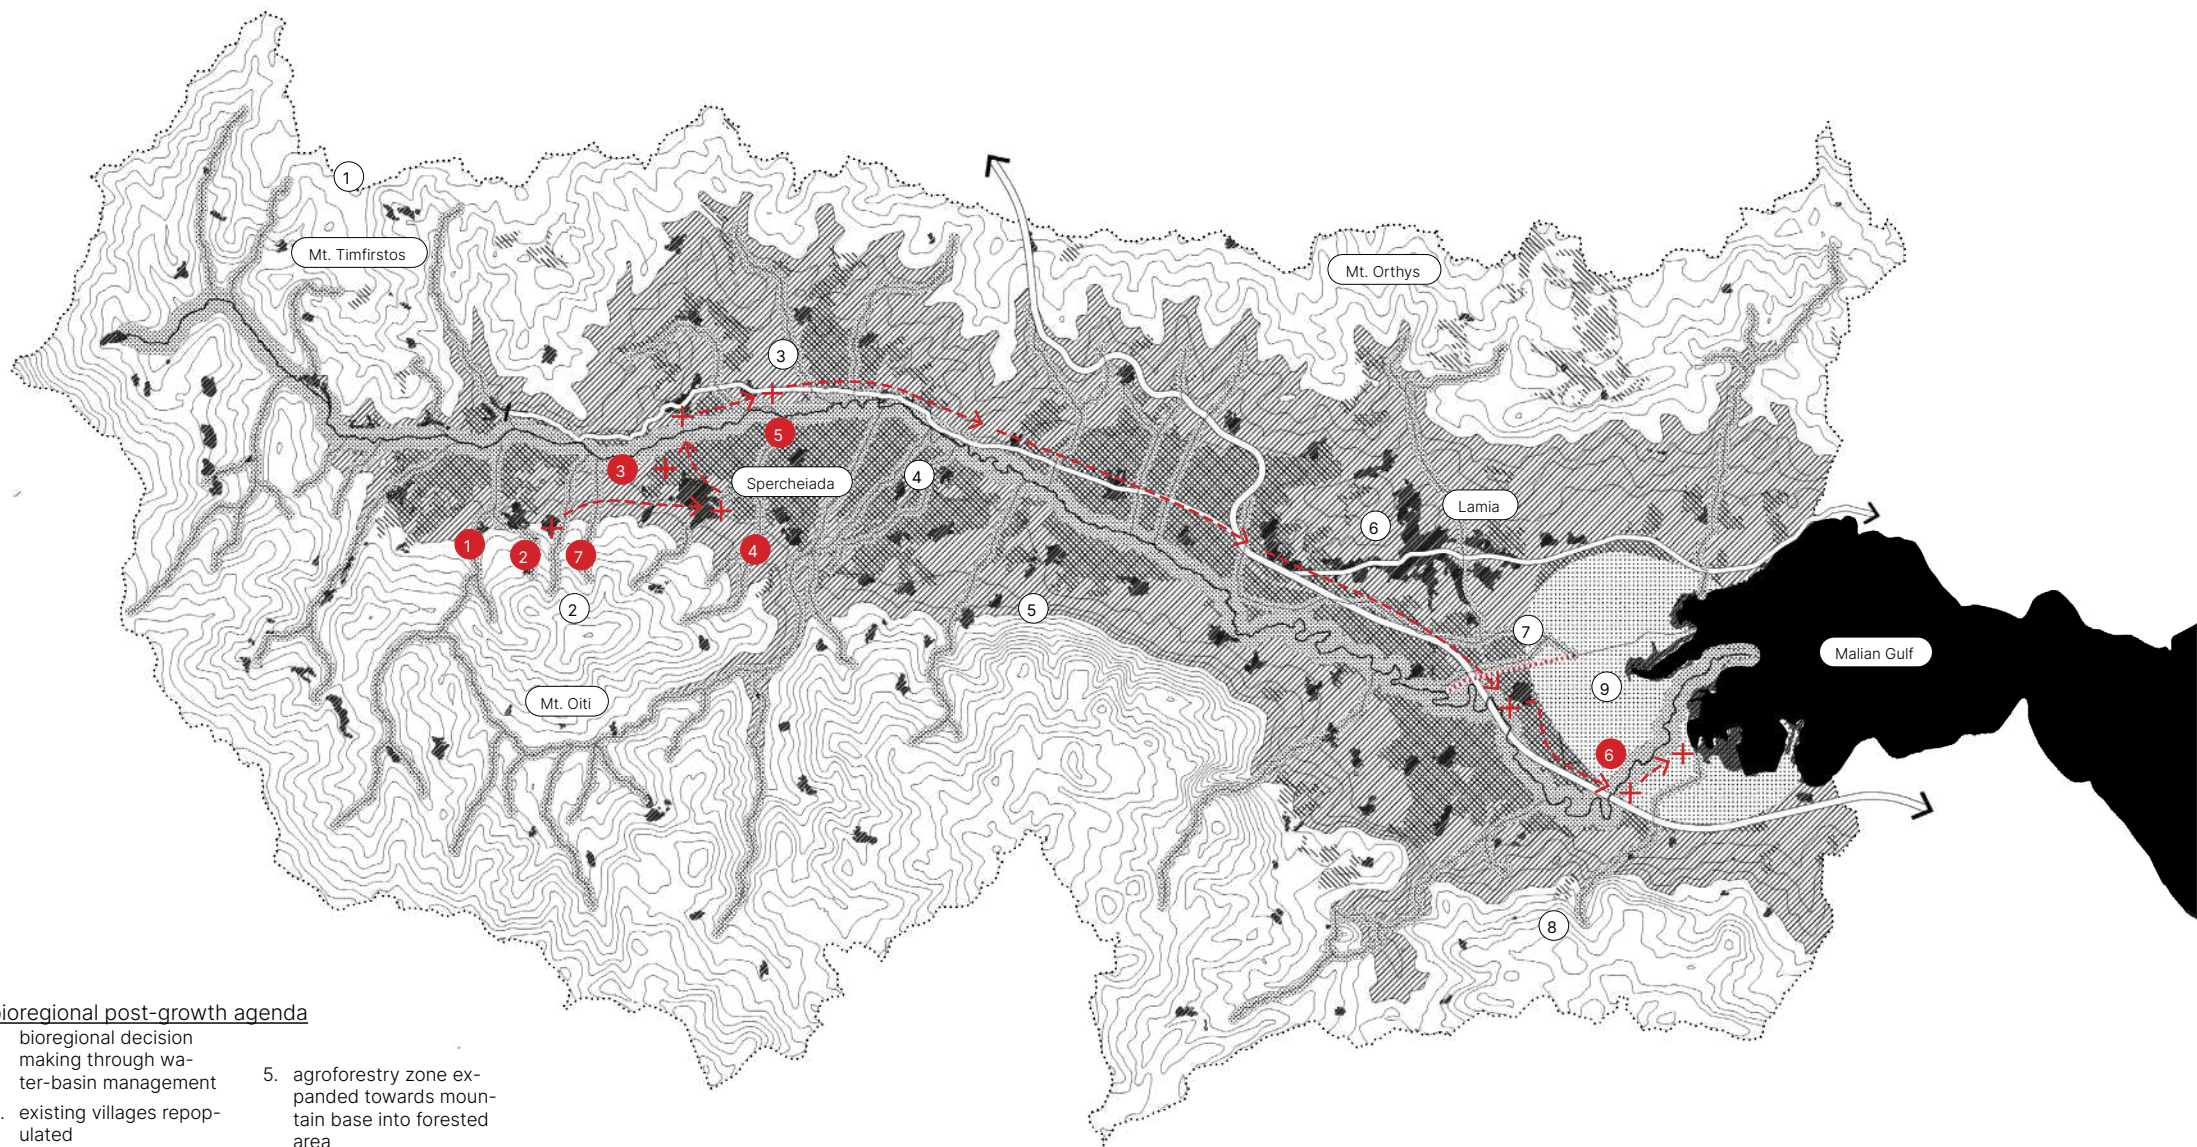 1
Mt. Timfirstos
Mt. Orthys
3
5
3
Spercheiada
4
Lamia
6
1
2
7
4
2
5
7
Malian Gulf
9
Mt. Oiti
6
8
bioregional post-growth agenda
bioregional decision
making through wa-
ter-basin management
. existing villages repop-
ulated
5. agroforestry zone ex-
panded towards moun-
tain base into forested
area